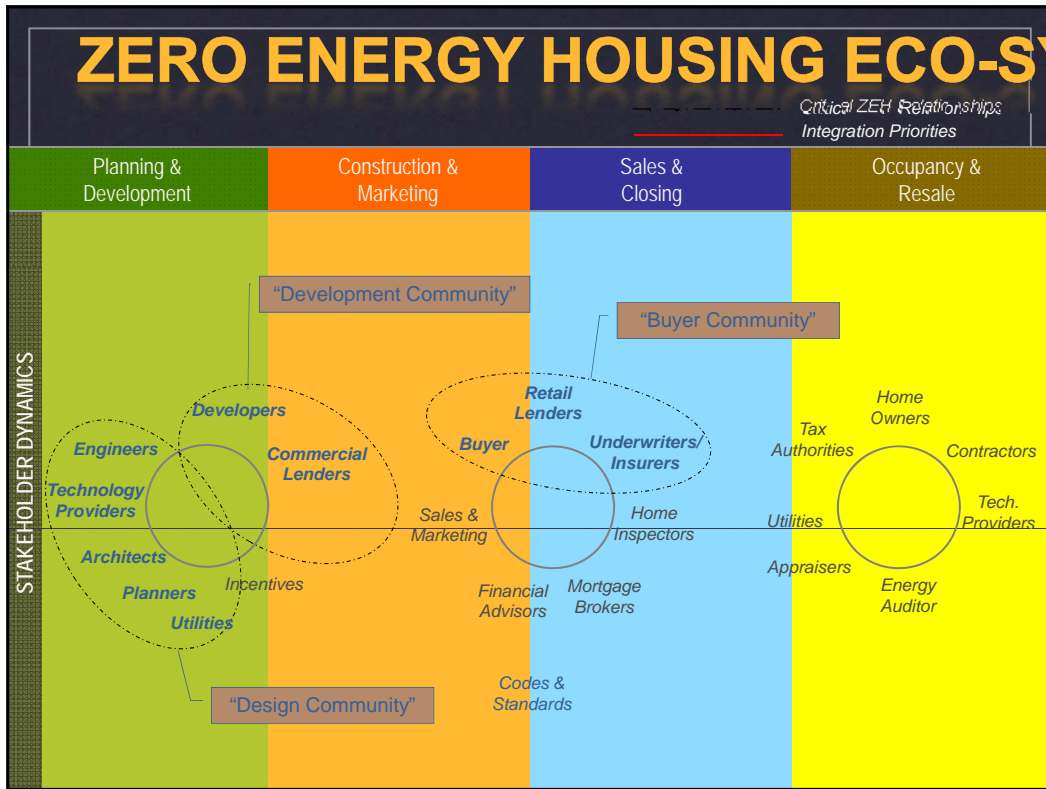 ZERO ENERGY HOUSING ECO-SY
Critical ZEH Relationships
Integration Priorities
Planning &
Development
Construction &
Marketing
Sales &
Closing
Occupancy &
Resale
STAKEHOLDER DYNAMICS
“Development Community”
“Buyer Community”
Developers
Engineers
Commercial
Lenders
Technology
Providers
Architects
Incentives
Planners
Utilities
“Design Community”
Retail
Lenders
Buyer
Underwriters/
Insurers
Sales &
Marketing
Home
Inspectors
Financial
Advisors
Mortgage
Brokers
Codes &
Standards
Home
Owners
Tax
Authorities
Contractors
Tech.
Providers
Utilities
Appraisers
Energy
Auditor